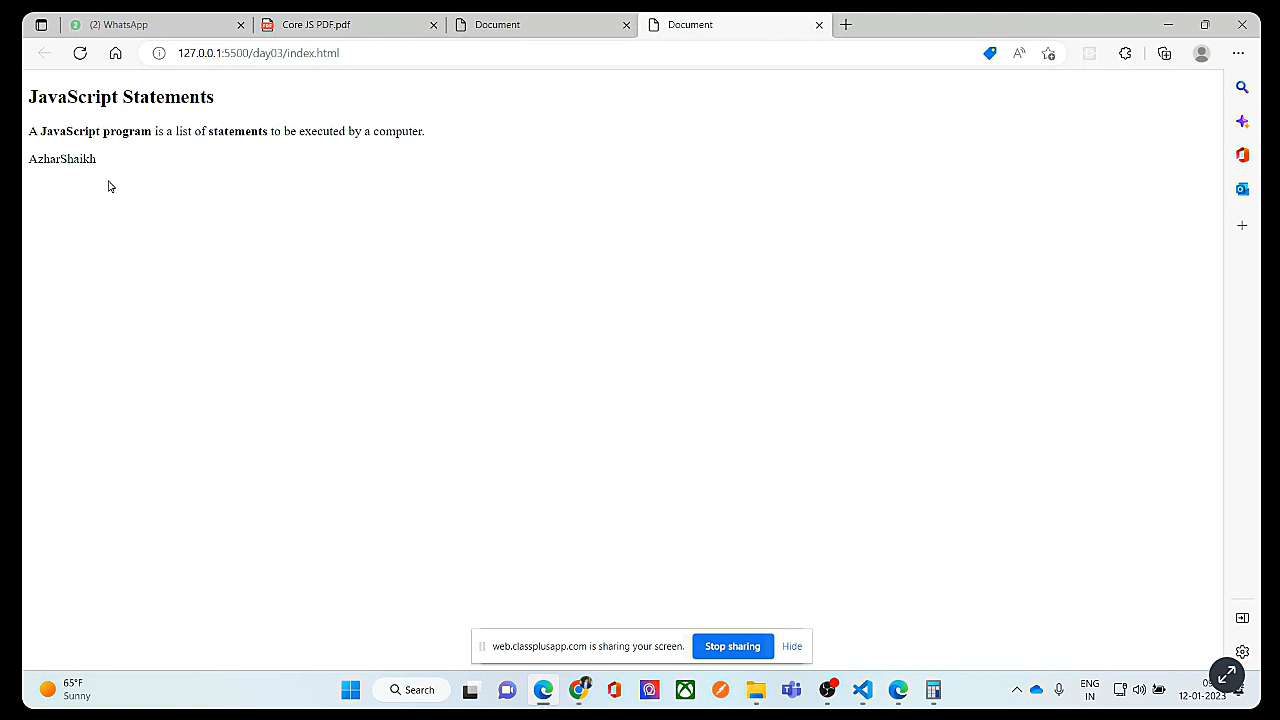 (2) WhatsApp
Core JS PDF.pdf
Document
Document
127.0.0.1:5500/day03/index.html
JavaScript Statements
A JavaScript program is a list of statements to be executed by a computer.
AzharShaikh
web.classplusapp.com is sharing your screen.
Stop sharing
Hide
65°F
Sunny
Search
ENG
IN
12-01-2023